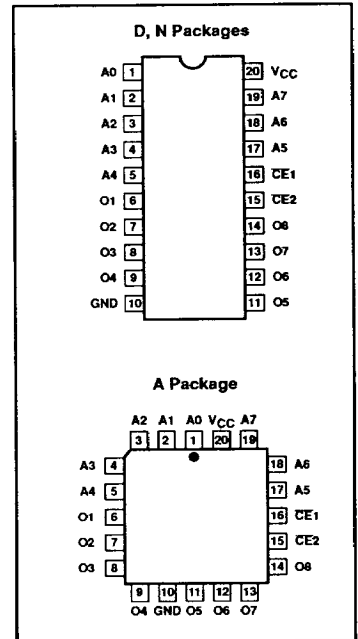 D, N Packages
A0 1 20 VCC
A1 2 19 A7
A2 3 18 A6
A3 4 17 A5
A4 5 16 CE1
O1 6 15 CE2
O2 7 14 O8
O3 8 13 O7
O4 9 12 O6
GND 10 11 O5
A Package
A2 A1 A0 VCC A7
3 2 1 20 19
A3 4 18 A6
A4 5 17 A5
O1 6 16 CE1
O2 7 15 CE2
O3 8 14 O8
9 10 11 12 13
O4 GND O5 O6 O7